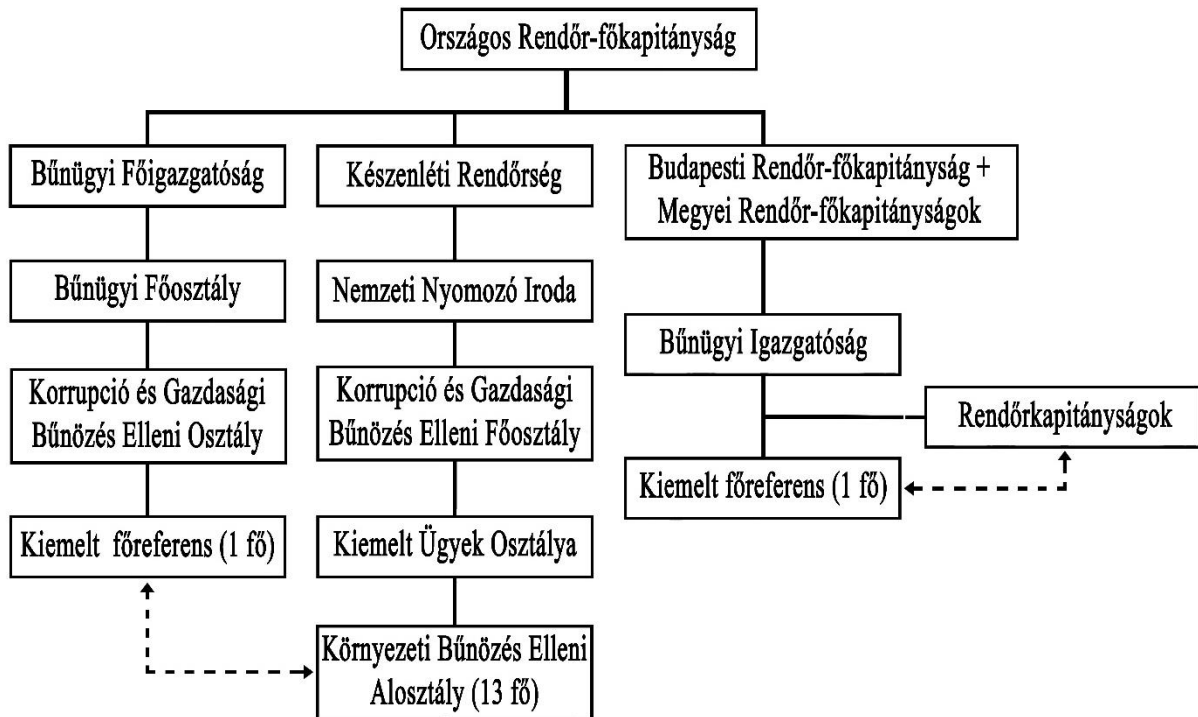 Országos Rendőr-főkapitányság
Bűnügyi Főigazgatóság
Készenléti Rendőrség
Budapesti Rendőr-főkapitányság +
Megyei Rendőr-főkapitányságok
Bűnügyi Főosztály
Nemzeti Nyomozó Iroda
Bűnügyi Igazgatóság
Korrupció és Gazdasági
Bűnözés Elleni Osztály
Korrupció és Gazdasági
Bűnözés Elleni Főosztály
Rendőrkapitányságok
Kiemelt főreferens (1 fő)
Kiemelt főreferens (1 fő)
Kiemelt Ügyek Osztálya
Környezeti Bűnözés Elleni
Alosztály (13 fő)